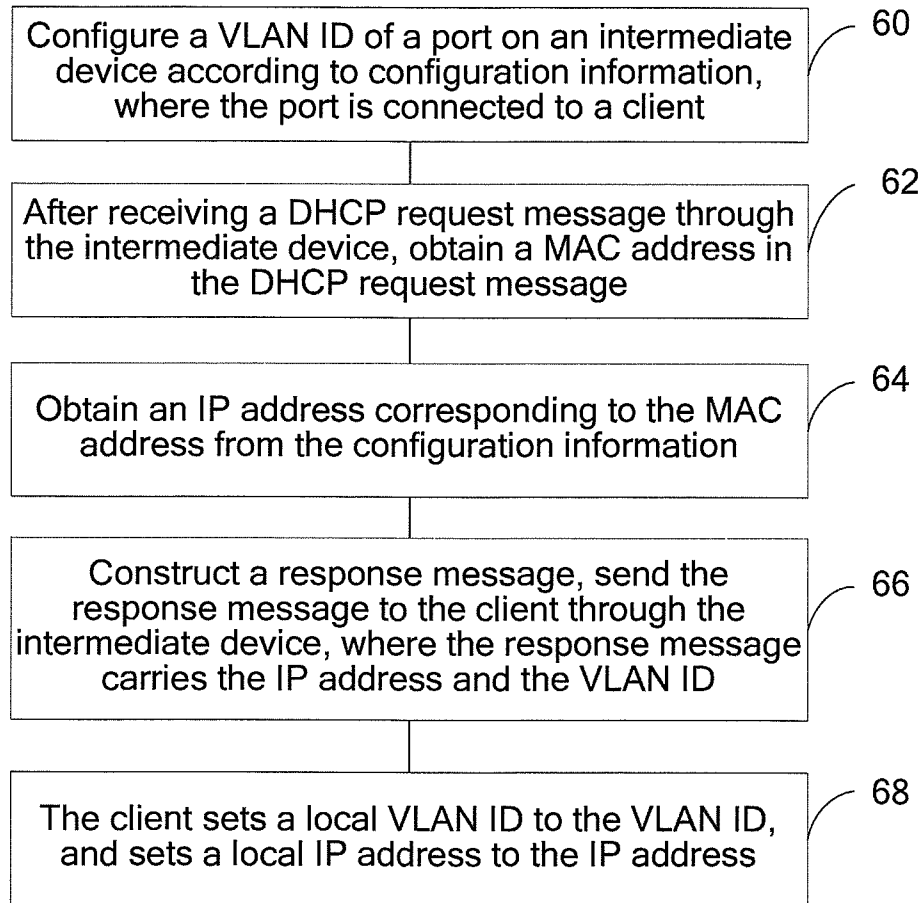 Configure a VLAN ID of a port on an intermediate
device according to configuration information,
where the port is connected to a client
60
After receiving a DHCP request message through
the intermediate device, obtain a MAC address in
the DHCP request message
62
Obtain an IP address corresponding to the MAC
address from the configuration information
64
Construct a response message, send the
response message to the client through the
intermediate device, where the response message
carries the IP address and the VLAN ID
66
The client sets a local VLAN ID to the VLAN ID,
and sets a local IP address to the IP address
68